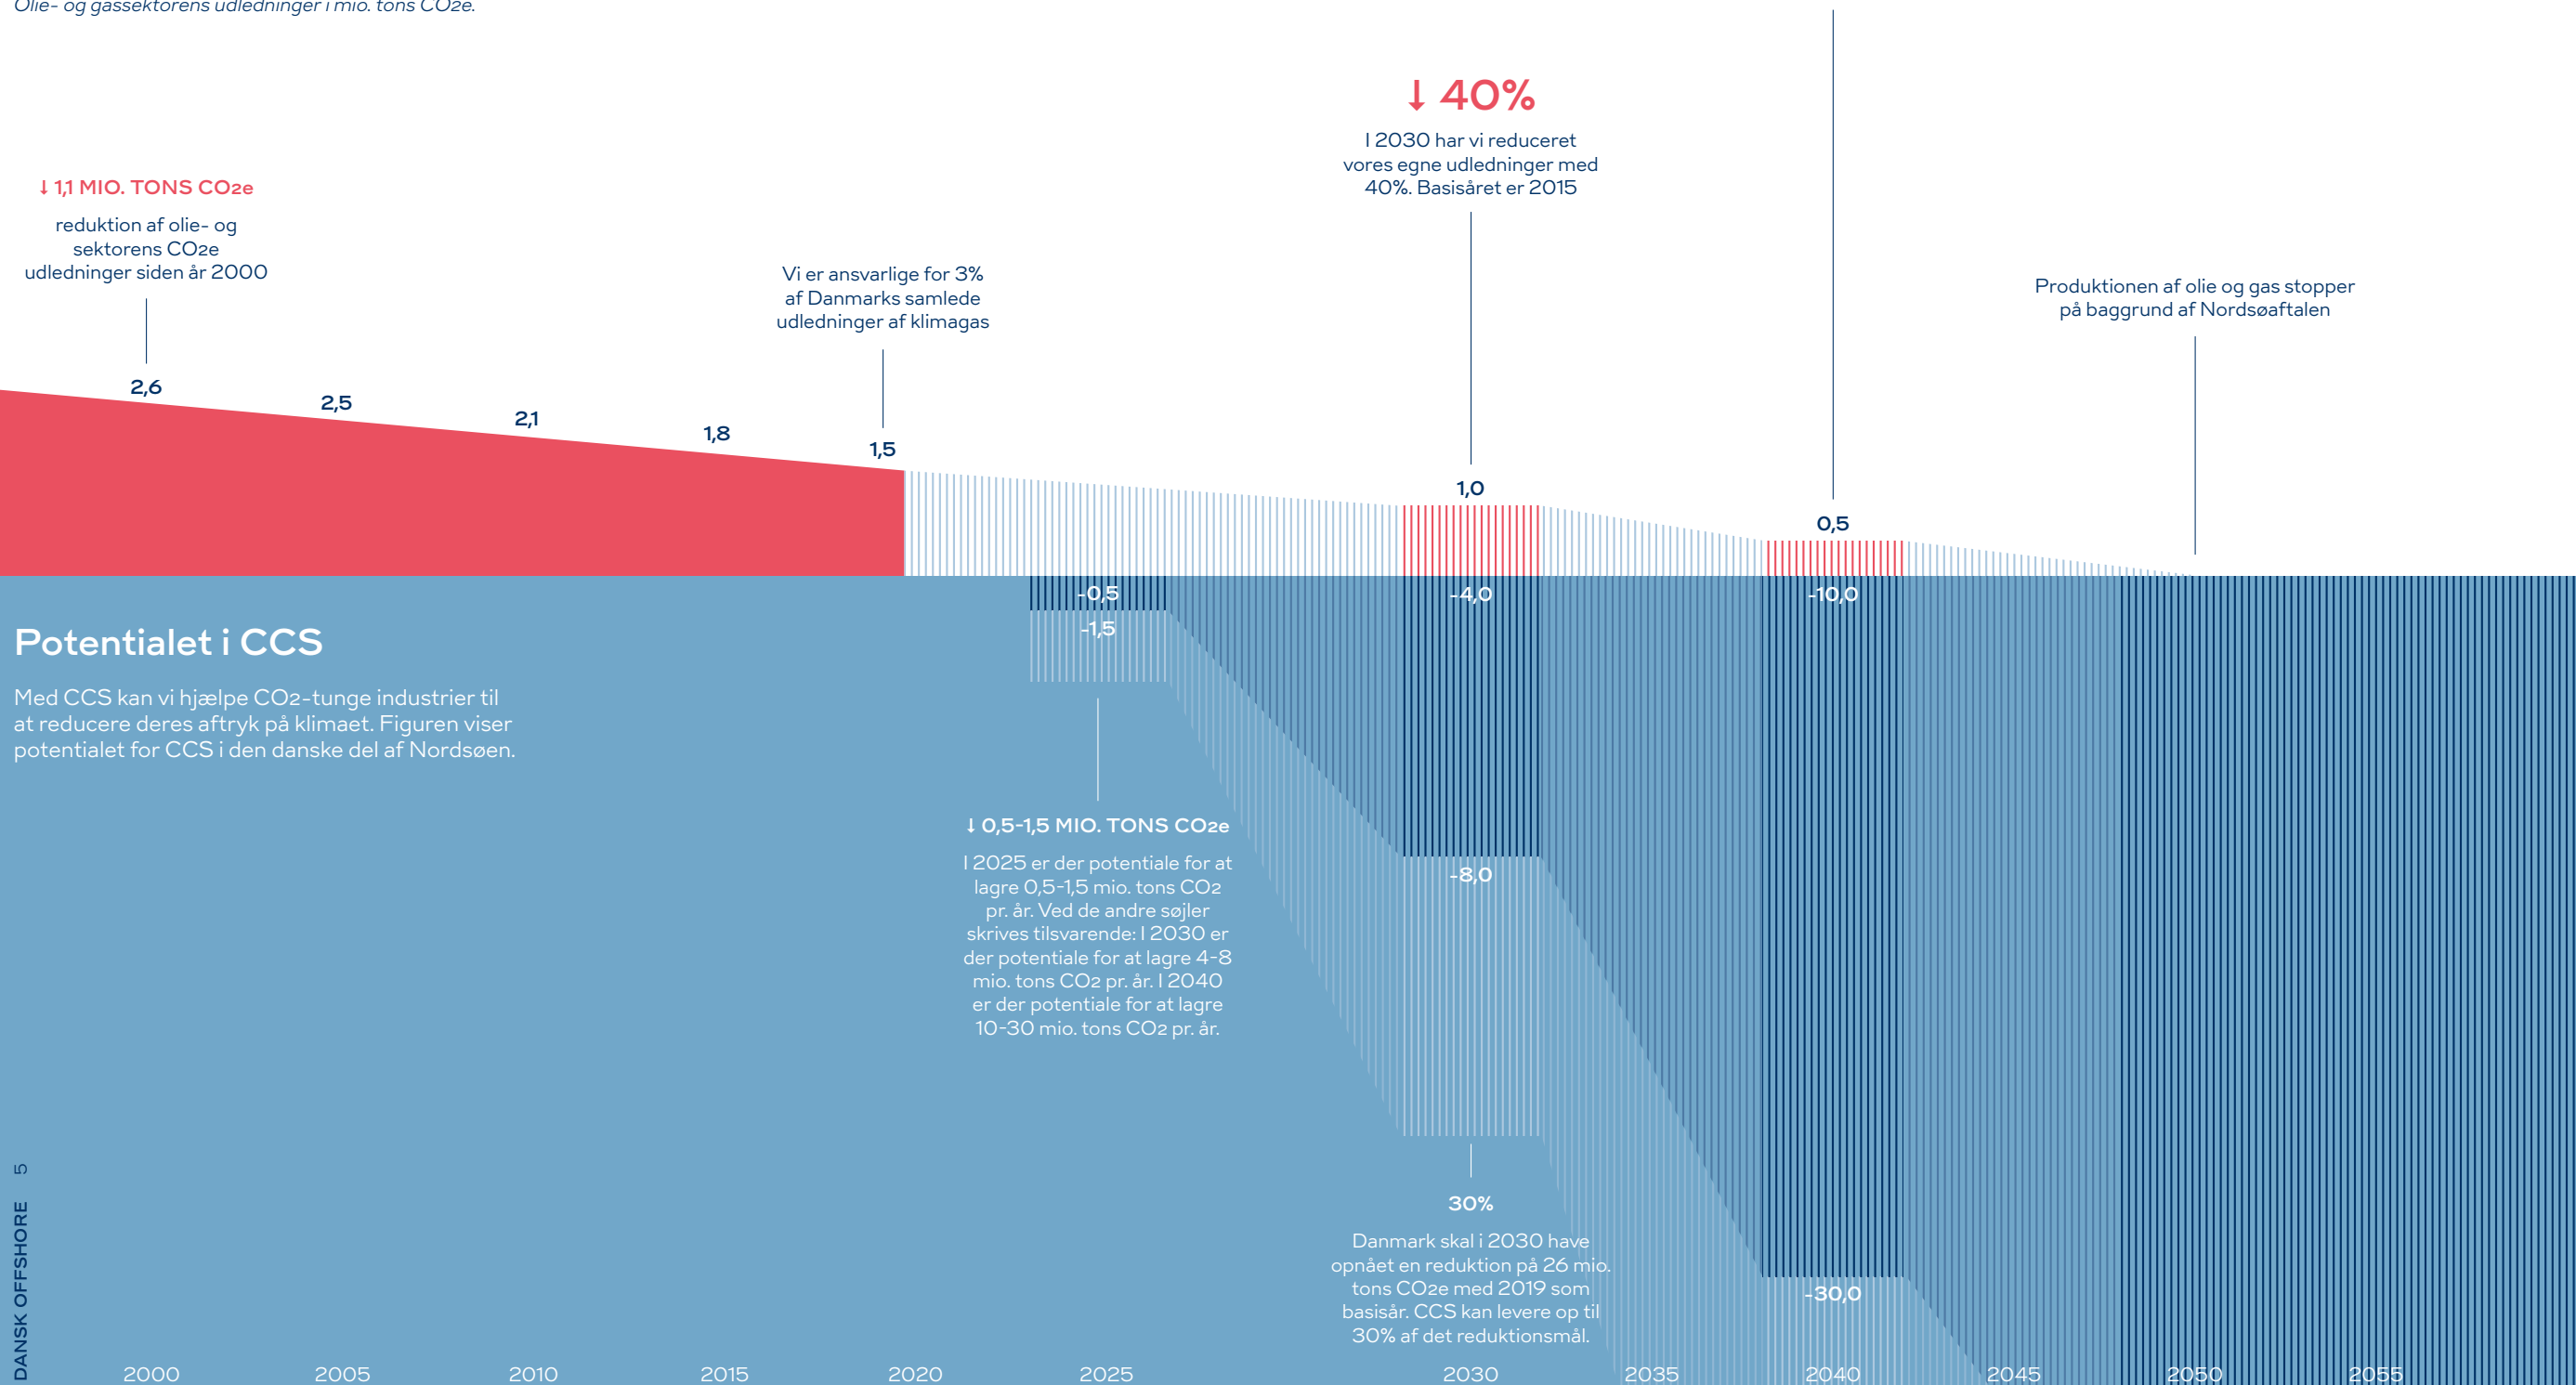 Olie- og gassektorens udledninger i mio. tons CO2e.
↓ 40%
I 2030 har vi reduceret
vores egne udledninger med
40%. Basisåret er 2015
↓ 1,1 MIO. TONS CO2e
reduktion af olie- og
sektorens CO2e
udledninger siden år 2000
Vi er ansvarlige for 3%
af Danmarks samlede
udledninger af klimagas
Produktionen af olie og gas stopper
på baggrund af Nordsøaftalen
2,6
2,5
2,1
1,8
1,5
1,0
0,5
-0,5
-1,5
-4,0
-8,0
-10,0
-30,0
Potentialet i CCS
Med CCS kan vi hjælpe CO2-tunge industrier til
at reducere deres aftryk på klimaet. Figuren viser
potentialet for CCS i den danske del af Nordsøen.
↓ 0,5-1,5 MIO. TONS CO2e
I 2025 er der potentiale for at
lagre 0,5-1,5 mio. tons CO2
pr. år. Ved de andre søjler
skrives tilsvarende: I 2030 er
der potentiale for at lagre 4-8
mio. tons CO2 pr. år. I 2040
er der potentiale for at lagre
10-30 mio. tons CO2 pr. år.
30%
Danmark skal i 2030 have
opnået en reduktion på 26 mio.
tons CO2e med 2019 som
basisår. CCS kan levere op til
30% af det reduktionsmål.
DANSK OFFSHORE 5
2000 2005 2010 2015 2020 2025 2030 2035 2040 2045 2050 2055